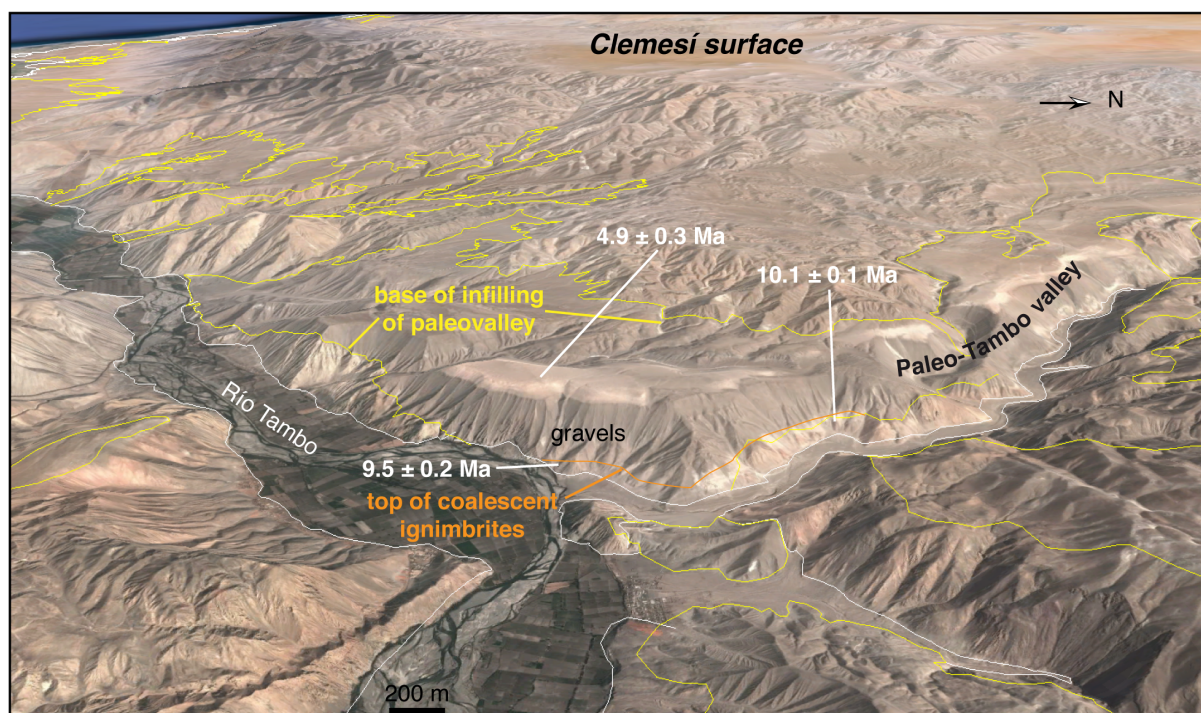 Clemesí surface
N
4.9 ± 0.3 Ma
10.1 ± 0.1 Ma
base of infilling
of paleovalley
Paleo-Tambo valley
Río Tambo
gravels
9.5 ± 0.2 Ma
top of coalescent
ignimbrites
200 m